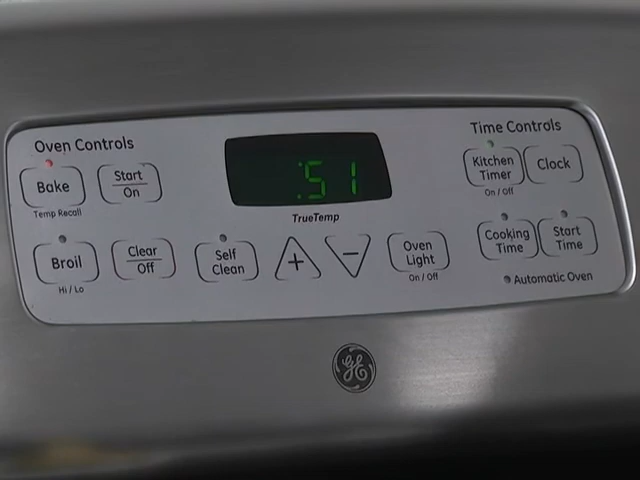 Oven Controls
Time Controls
Bake
Start
On
:51
Kitchen
Timer
Clock
On / Off
Temp Recall
TrueTemp
Broil
Clear
Off
Self
Clean
+
−
Oven
Light
Cooking
Time
Start
Time
Hi / Lo
On / Off
Automatic Oven
GE